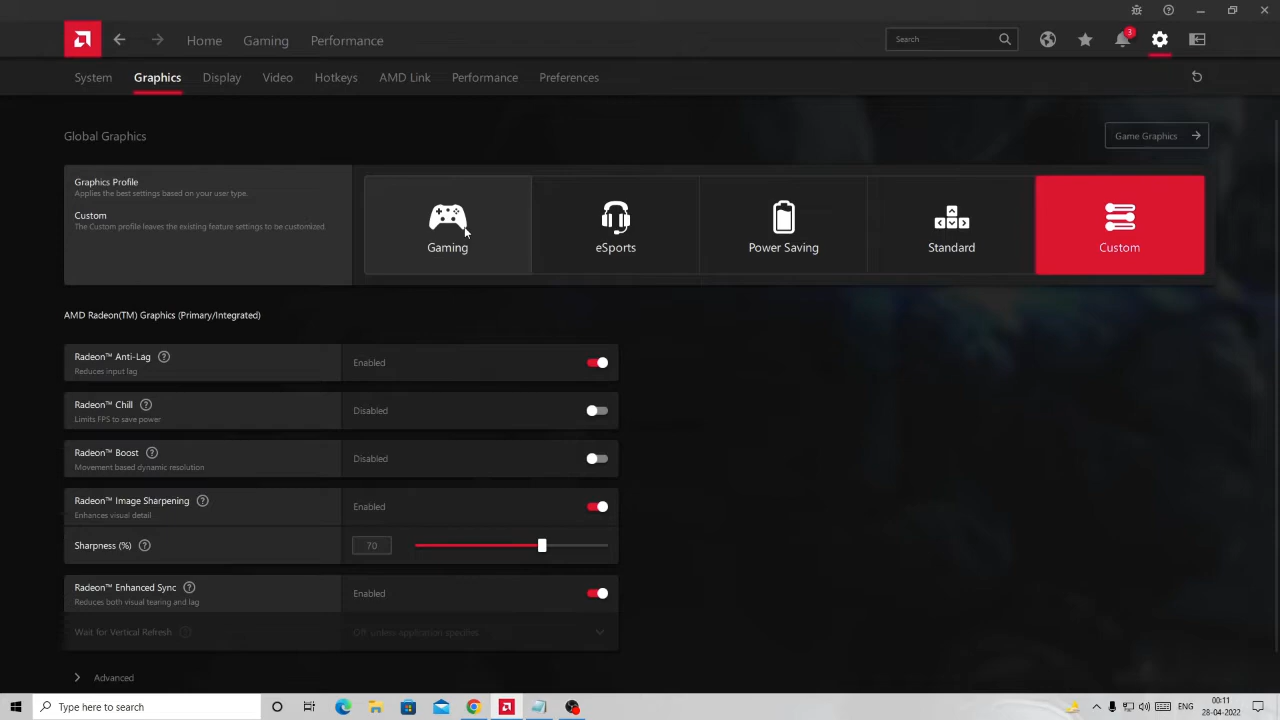 Home Gaming Performance Search 3
System Graphics Display Video Hotkeys AMD Link Performance Preferences
Global Graphics
Game Graphics
Graphics Profile
Applies the best settings based on your user type.
Custom
The Custom profile leaves the existing feature settings to be customized
Gaming eSports Power Saving Standard Custom
AMD Radeon(TM) Graphics (Primary/Integrated)
Radeon™ Anti-Lag ?
Reduces input lag
Enabled
Radeon™ Chill ?
Limits FPS to save power
Disabled
Radeon™ Boost ?
Movement based dynamic resolution
Disabled
Radeon™ Image Sharpening ?
Enhances visual detail
Enabled
Sharpness (%) ? 70
Radeon™ Enhanced Sync ?
Reduces both visual tearing and lag
Enabled
Wait for Vertical Refresh ? Off, unless application specifies
Advanced
Type here to search
ENG
00:11
28-04-2022